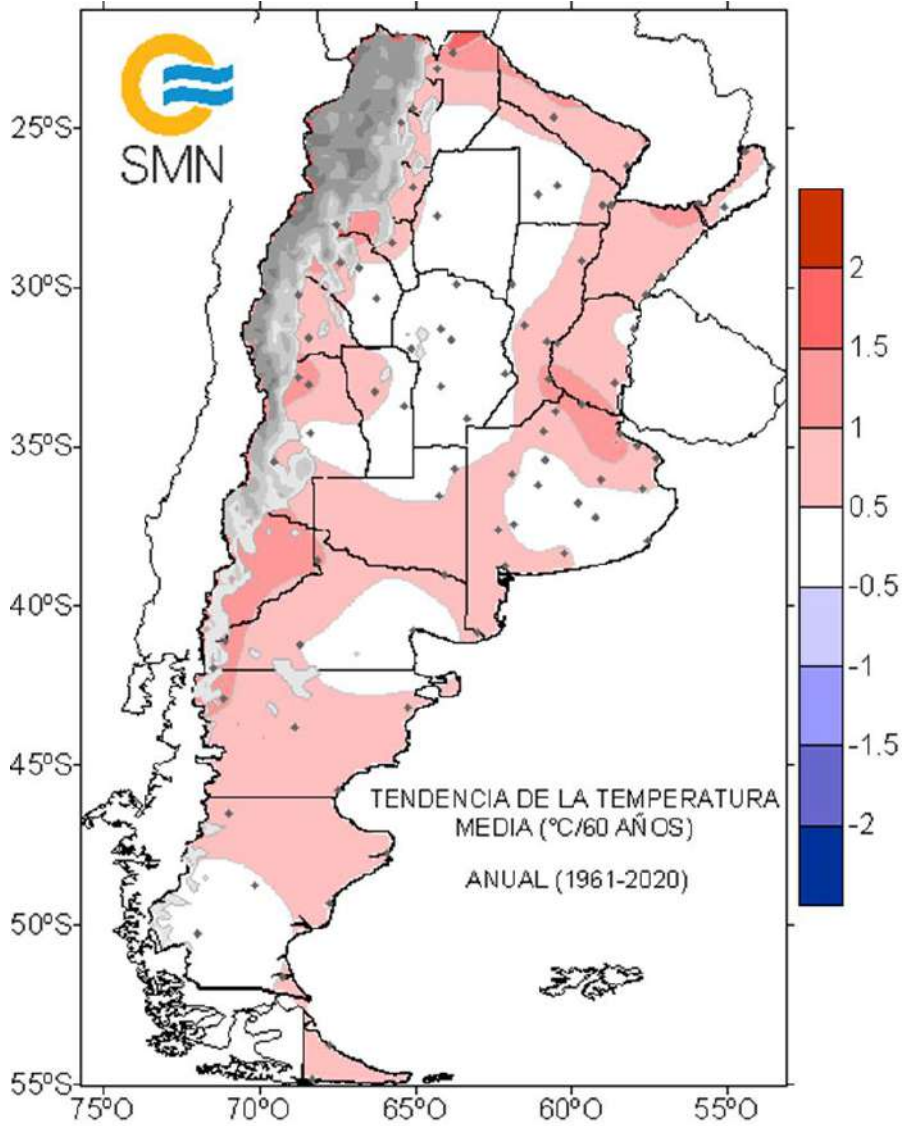 SMN
25ºS
30ºS
35ºS
40ºS
45ºS
50ºS
55ºS
75ºO
70ºO
65ºO
60ºO
55ºO
TENDENCIA DE LA TEMPERATURA
MEDIA (°C/60 AÑOS)
ANUAL (1961-2020)
2
1.5
1
0.5
-0.5
-1
-1.5
-2